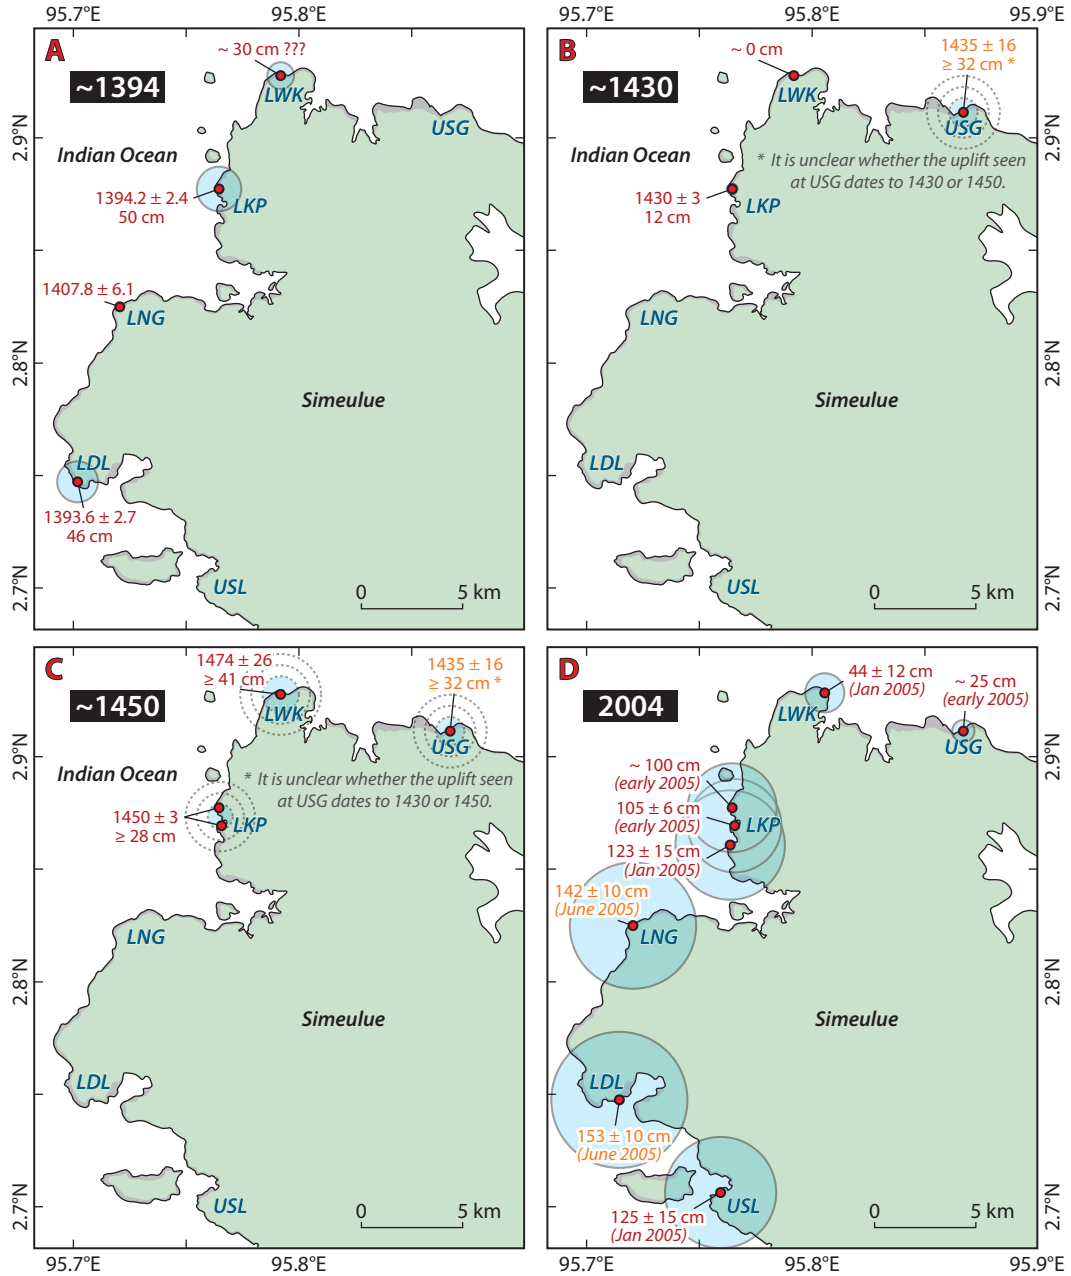 95.7°E 95.8°E 95.7°E 95.8°E 95.9°E
A
~1394
~ 30 cm ???
LWK
USG
2.9°N
Indian Ocean
1394.2 ± 2.4
50 cm
LKP
1407.8 ± 6.1
LNG
2.8°N
Simeulue
LDL
1393.6 ± 2.7
46 cm
2.7°N
USL
0 5 km
B
~1430
~ 0 cm
LWK
1435 ± 16
≥ 32 cm *
USG
2.9°N
Indian Ocean
* It is unclear whether the uplift seen
at USG dates to 1430 or 1450.
1430 ± 3
12 cm
LKP
LNG
2.8°N
Simeulue
LDL
2.7°N
USL
0 5 km
C
~1450
1474 ± 26
≥ 41 cm
LWK
1435 ± 16
≥ 32 cm *
USG
2.9°N
Indian Ocean
* It is unclear whether the uplift seen
at USG dates to 1430 or 1450.
1450 ± 3
≥ 28 cm
LKP
LNG
2.8°N
Simeulue
LDL
2.7°N
USL
0 5 km
D
2004
44 ± 12 cm
(Jan 2005)
LWK
~ 25 cm
(early 2005)
USG
2.9°N
~ 100 cm
(early 2005)
105 ± 6 cm
(early 2005)
LKP
123 ± 15 cm
(Jan 2005)
142 ± 10 cm
(June 2005)
LNG
2.8°N
Simeulue
LDL
153 ± 10 cm
(June 2005)
2.7°N
USL
125 ± 15 cm
(Jan 2005)
0 5 km
95.7°E 95.8°E 95.7°E 95.8°E 95.9°E